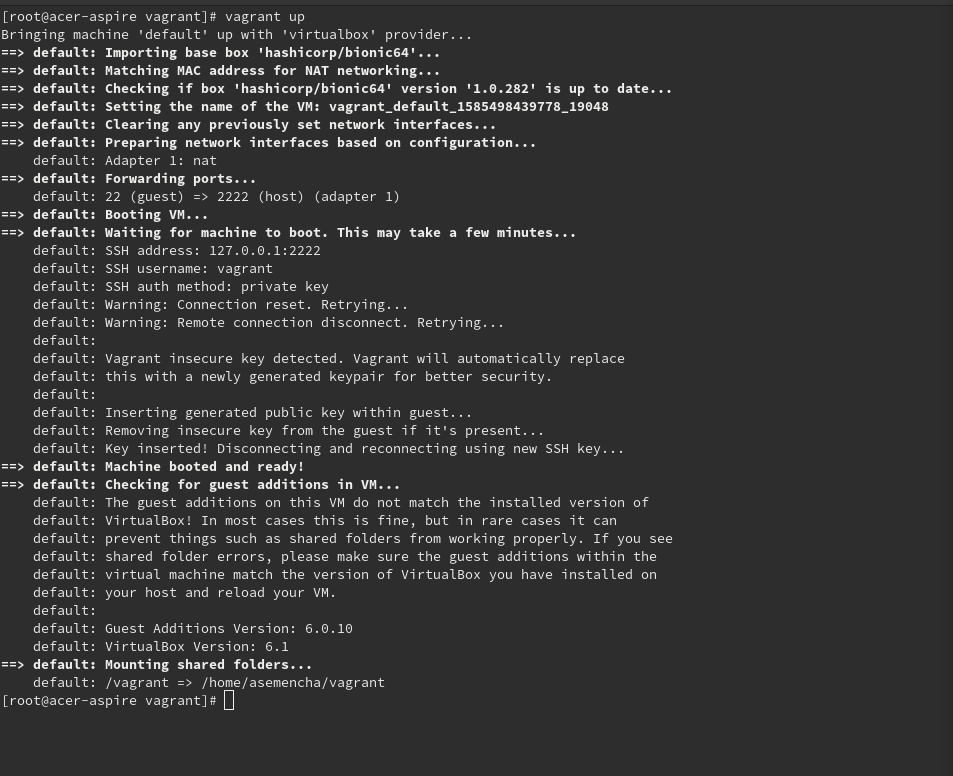 [root@acer-aspire vagrant]# vagrant up
Bringing machine 'default' up with 'virtualbox' provider...
==> default: Importing base box 'hashicorp/bionic64'...
==> default: Matching MAC address for NAT networking...
==> default: Checking if box 'hashicorp/bionic64' version '1.0.282' is up to date...
==> default: Setting the name of the VM: vagrant_default_1585498439778_19048
==> default: Clearing any previously set network interfaces...
==> default: Preparing network interfaces based on configuration...
    default: Adapter 1: nat
==> default: Forwarding ports...
    default: 22 (guest) => 2222 (host) (adapter 1)
==> default: Booting VM...
==> default: Waiting for machine to boot. This may take a few minutes...
    default: SSH address: 127.0.0.1:2222
    default: SSH username: vagrant
    default: SSH auth method: private key
    default: Warning: Connection reset. Retrying...
    default: Warning: Remote connection disconnect. Retrying...
    default:
    default: Vagrant insecure key detected. Vagrant will automatically replace
    default: this with a newly generated keypair for better security.
    default:
    default: Inserting generated public key within guest...
    default: Removing insecure key from the guest if it's present...
    default: Key inserted! Disconnecting and reconnecting using new SSH key...
==> default: Machine booted and ready!
==> default: Checking for guest additions in VM...
    default: The guest additions on this VM do not match the installed version of
    default: VirtualBox! In most cases this is fine, but in rare cases it can
    default: prevent things such as shared folders from working properly. If you see
    default: shared folder errors, please make sure the guest additions within the
    default: virtual machine match the version of VirtualBox you have installed on
    default: your host and reload your VM.
    default:
    default: Guest Additions Version: 6.0.10
    default: VirtualBox Version: 6.1
==> default: Mounting shared folders...
    default: /vagrant => /home/asemencha/vagrant
[root@acer-aspire vagrant]#